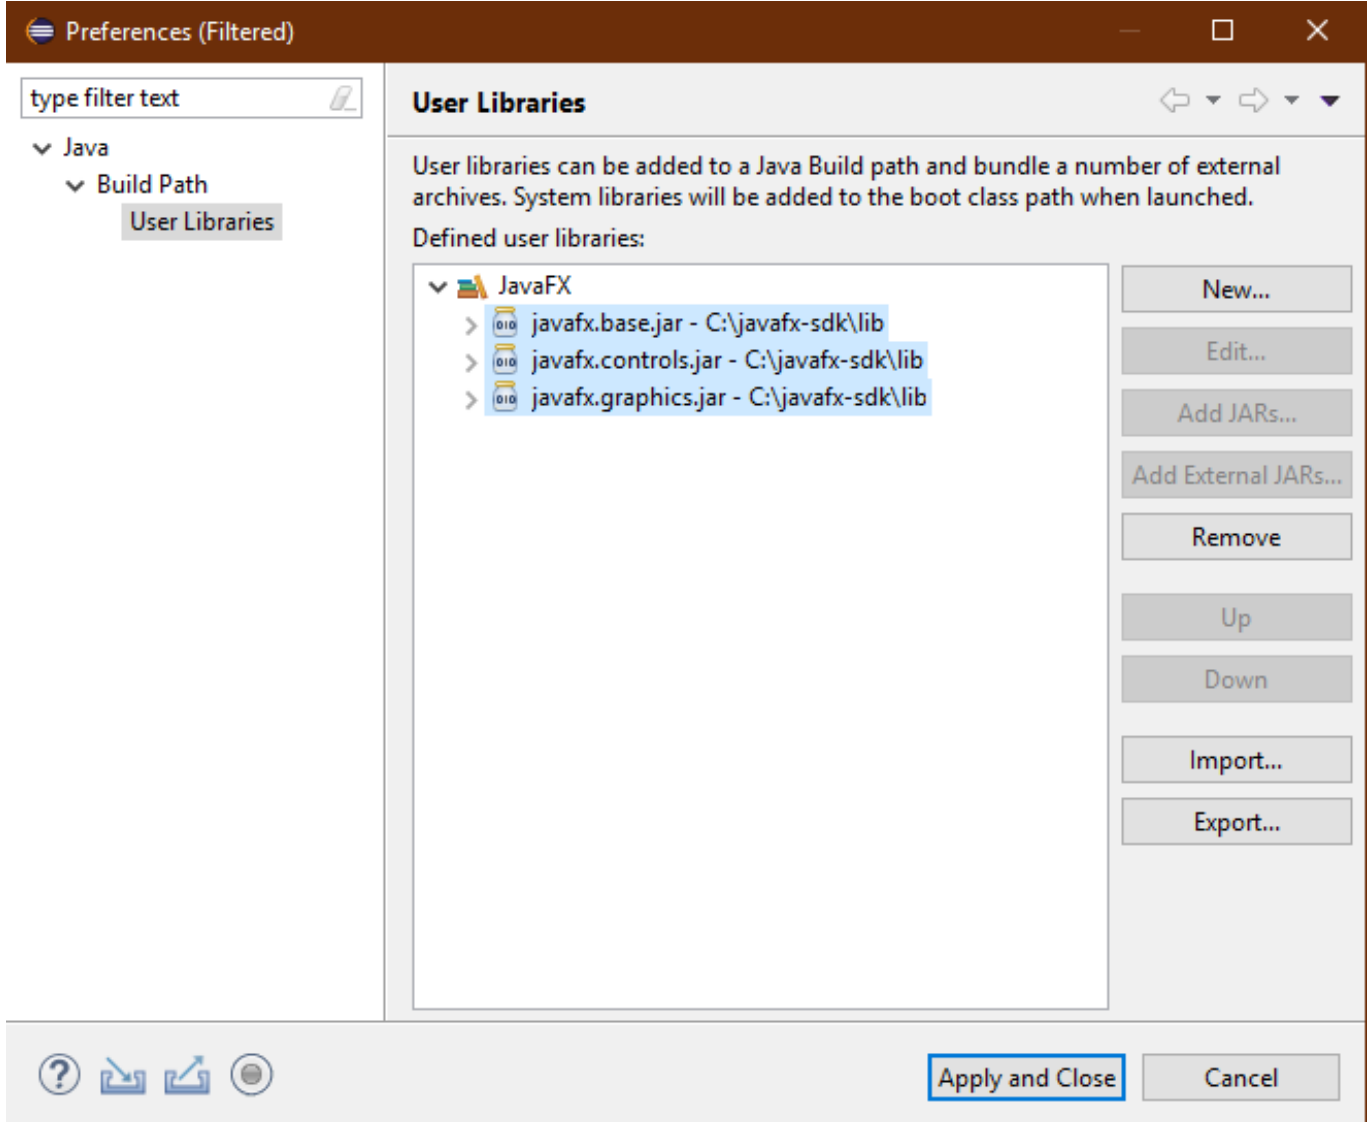 Preferences (Filtered)
type filter text
Java
Build Path
User Libraries
User Libraries
User libraries can be added to a Java Build path and bundle a number of external
archives. System libraries will be added to the boot class path when launched.
Defined user libraries:
JavaFX
javafx.base.jar - C:\javafx-sdk\lib
javafx.controls.jar - C:\javafx-sdk\lib
javafx.graphics.jar - C:\javafx-sdk\lib
New...
Edit...
Add JARs...
Add External JARs...
Remove
Up
Down
Import...
Export...
Apply and Close
Cancel